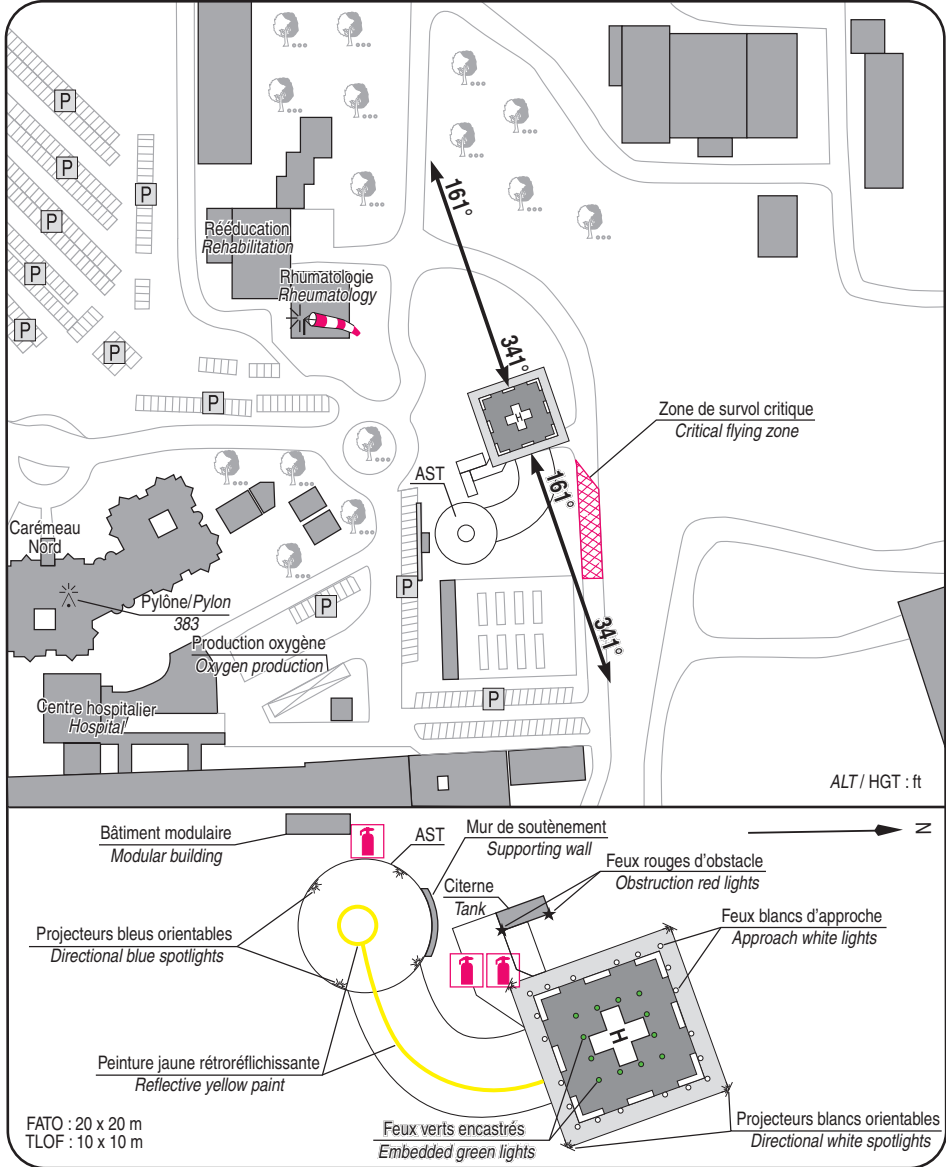 P
P
P
P
P
P
P
P
P
P
P
161°
341°
Rééducation
Rehabilitation
Rhumatologie
Rheumatology
H
Zone de survol critique
Critical flying zone
AST
161°
341°
Carémeau
Nord
Pylône/Pylon
383
Production oxygène
Oxygen production
Centre hospitalier
Hospital
ALT / HGT : ft
Bâtiment modulaire
Modular building
AST
Mur de soutènement
Supporting wall
N
Citerne
Tank
Feux rouges d'obstacle
Obstruction red lights
Feux blancs d'approche
Approach white lights
Projecteurs bleus orientables
Directional blue spotlights
H
Peinture jaune rétroréflichissante
Reflective yellow paint
FATO : 20 x 20 m
TLOF : 10 x 10 m
Feux verts encastrés
Embedded green lights
Projecteurs blancs orientables
Directional white spotlights